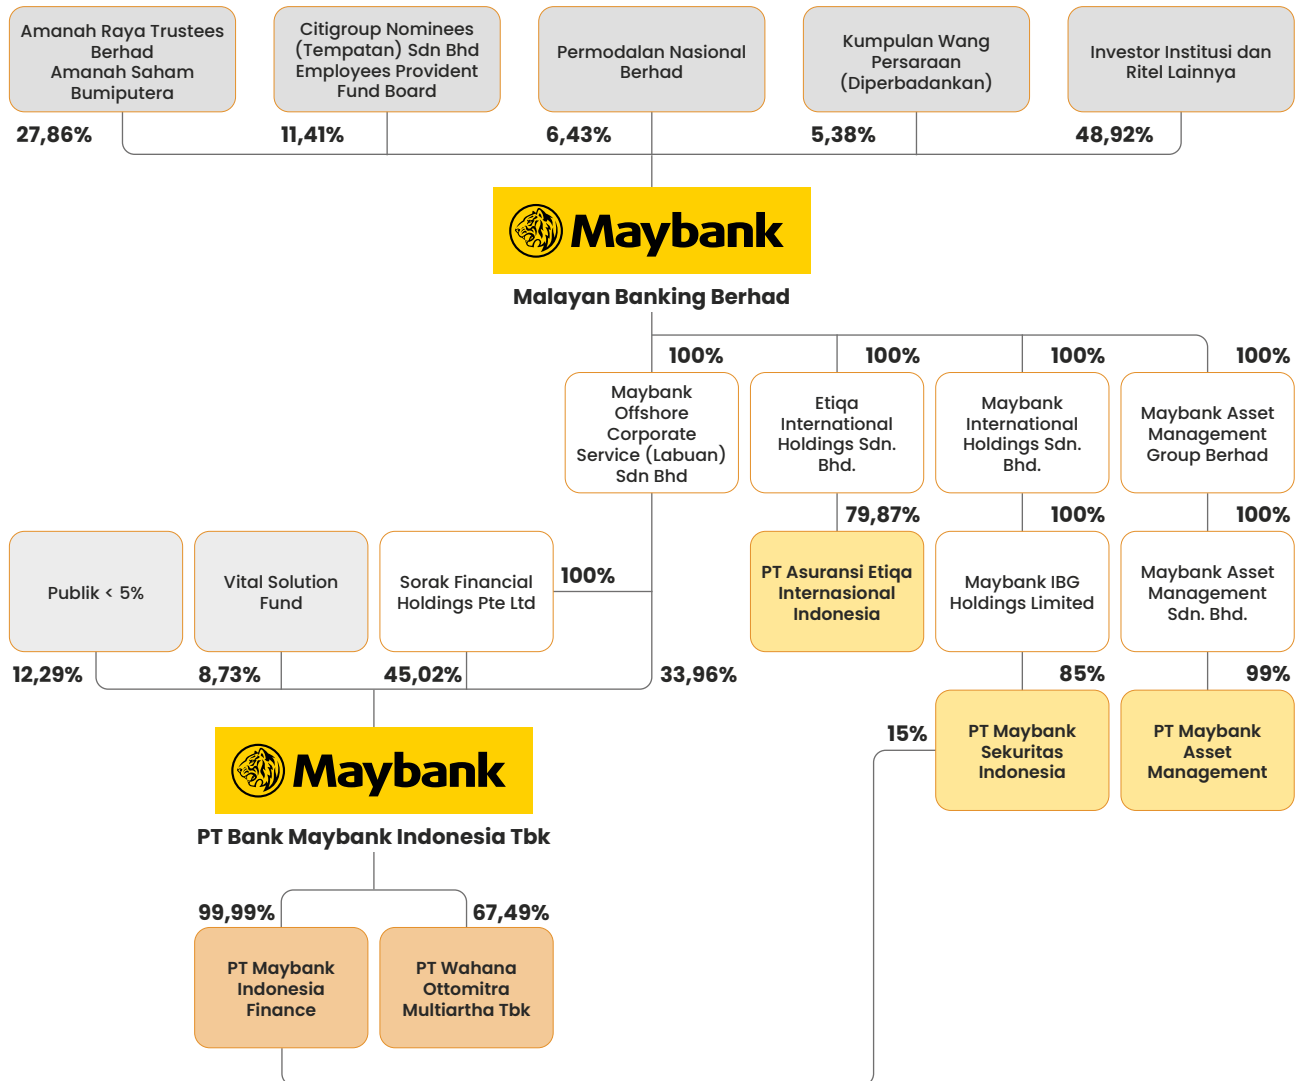 Amanah Raya Trustees
Berhad
Amanah Saham
Bumiputera
Citigroup Nominees
(Tempatan) Sdn Bhd
Employees Provident
Fund Board
Permodalan Nasional
Berhad
Kumpulan Wang
Persaraan
(Diperbadankan)
Investor Institusi dan
Ritel Lainnya
27,86%
11,41%
6,43%
5,38%
48,92%
Maybank
Malayan Banking Berhad
100%
100%
100%
100%
Maybank
Offshore
Corporate
Service (Labuan)
Sdn Bhd
Etiqa
International
Holdings Sdn.
Bhd.
Maybank
International
Holdings Sdn.
Bhd.
Maybank Asset
Management
Group Berhad
79,87%
100%
100%
Publik < 5%
Vital Solution
Fund
Sorak Financial
Holdings Pte Ltd
100%
PT Asuransi Etiqa
Internasional
Indonesia
Maybank IBG
Holdings Limited
Maybank Asset
Management
Sdn. Bhd.
12,29%
8,73%
45,02%
33,96%
85%
99%
15%
PT Maybank
Sekuritas
Indonesia
PT Maybank
Asset
Management
Maybank
PT Bank Maybank Indonesia Tbk
99,99%
67,49%
PT Maybank
Indonesia
Finance
PT Wahana
Ottomitra
Multiartha Tbk